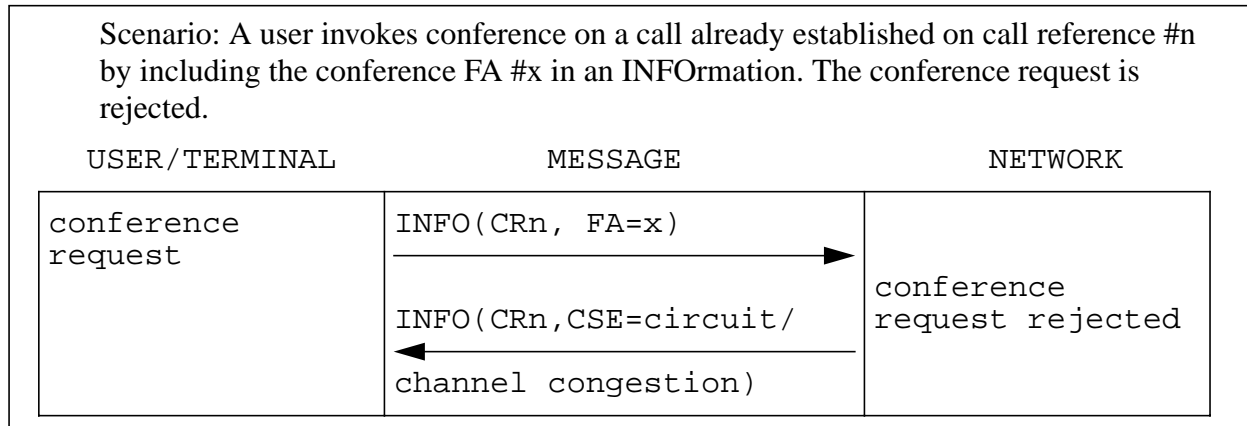 Scenario: A user invokes conference on a call already established on call reference #n
by including the conference FA #x in an INFOrmation. The conference request is
rejected.
USER/TERMINAL MESSAGE NETWORK
conference
request
INFO(CRn, FA=x)
INFO(CRn,CSE=circuit/
channel congestion)
conference
request rejected